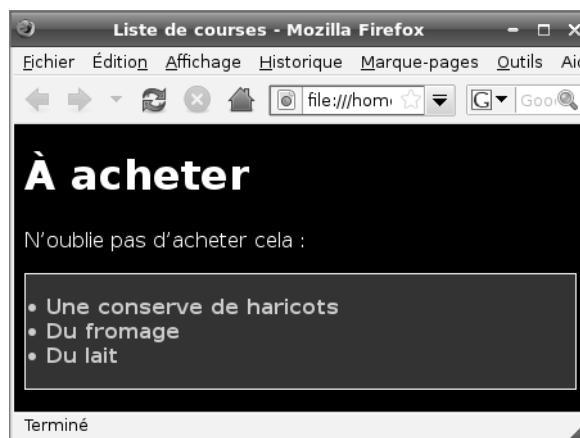 Liste de courses - Mozilla Firefox
Fichier Édition Affichage Historique Marque-pages Outils
file:///hom G
À acheter
N’oublie pas d’acheter cela :
• Une conserve de haricots
• Du fromage
• Du lait
Terminé